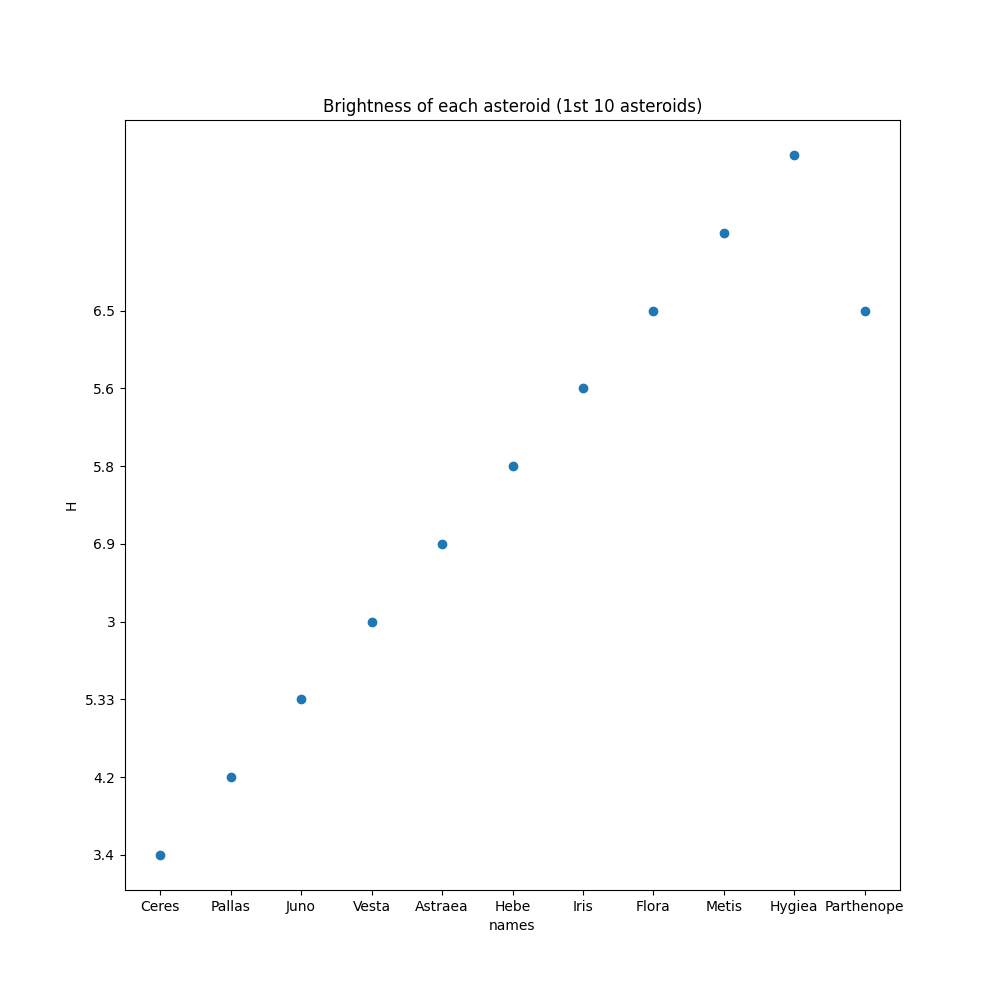 Brightness of each asteroid (1st 10 asteroids)
6.5
5.6
5.8
6.9
3
5.33
4.2
3.4
H
Ceres Pallas Juno Vesta Astraea Hebe Iris Flora Metis Hygiea Parthenope
names